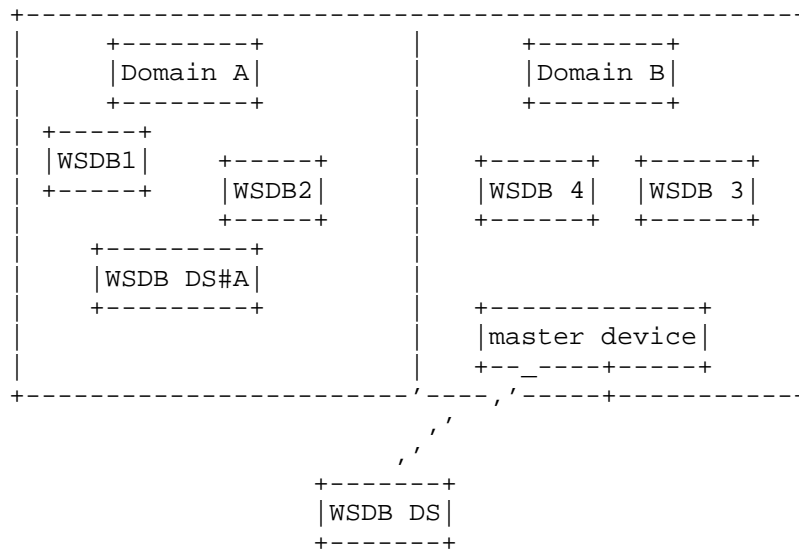 Domain A Domain B
WSDB1
WSDB2 WSDB 4 WSDB 3
WSDB DS#A
master device
WSDB DS